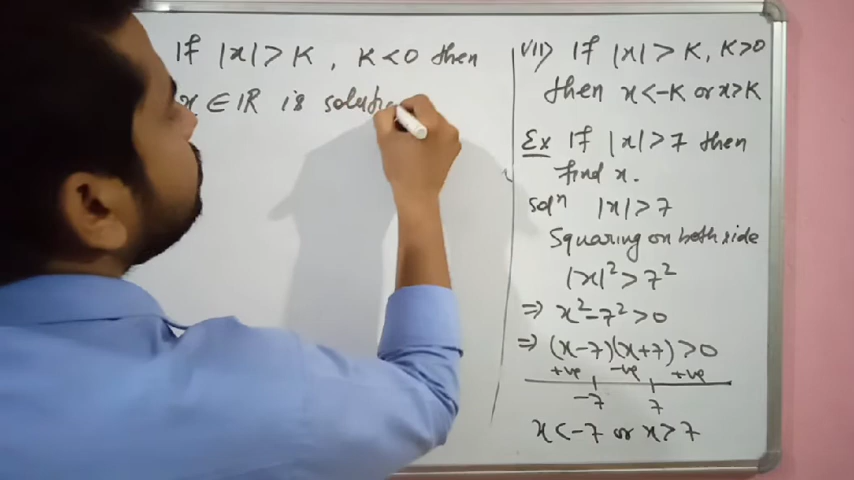 If |x| > K , K < 0 then
x ∈ IR is solutio
VII) If |x| > K, K>0
then x<-K or x>K
Ex If |x| > 7 then
find x.
solⁿ |x| > 7
Squaring on both side
|x|² > 7²
⇒ x² - 7² > 0
⇒ (x-7)(x+7) > 0
+ve -ve +ve
-7 7
x < -7 or x > 7